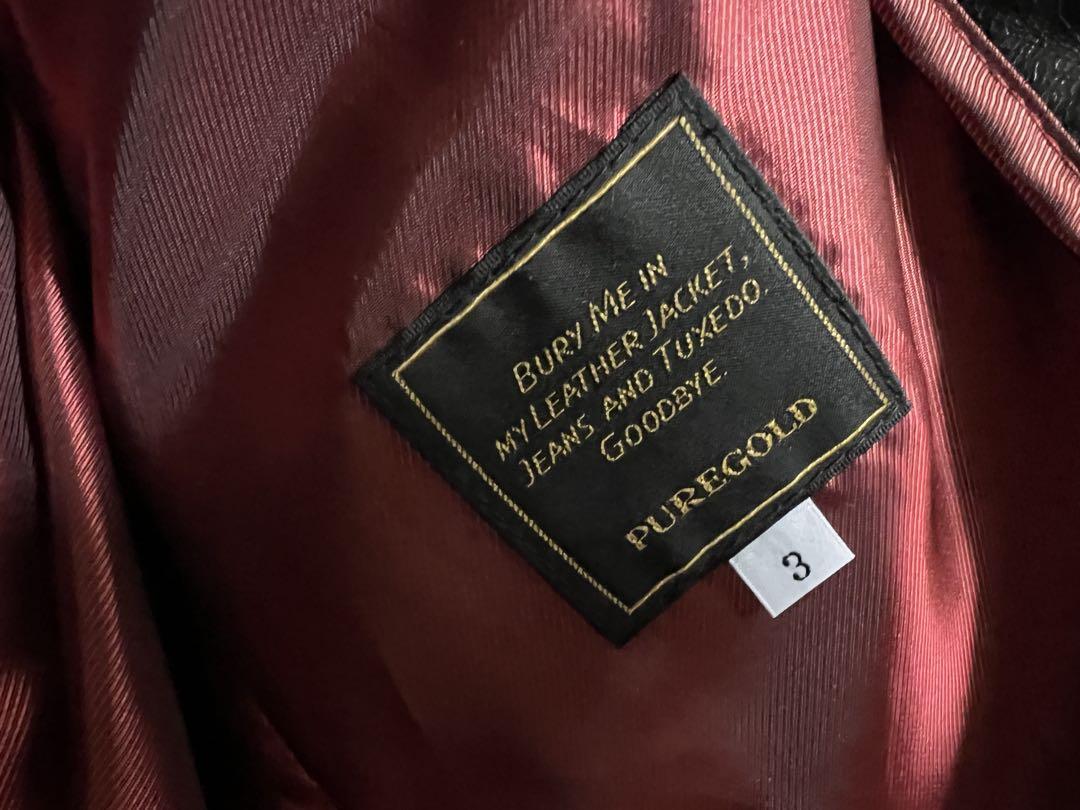 BURY ME IN
MY LEATHER JACKET,
JEANS AND TUXEDO.
GOODBYE.
PUREGOLD
3